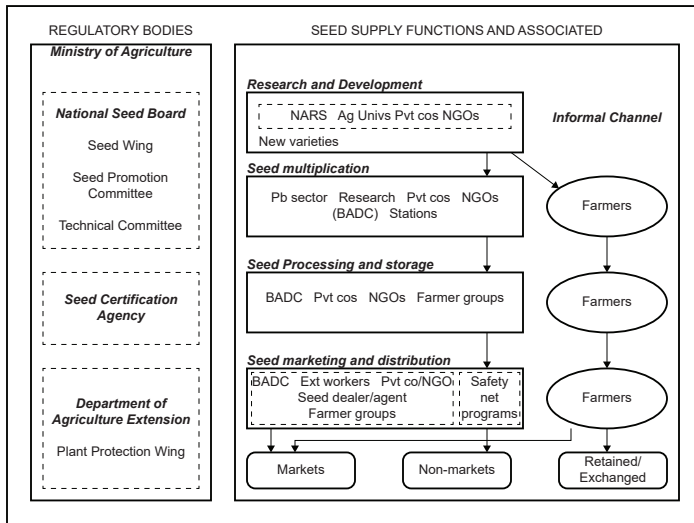 REGULATORY BODIES
Ministry of Agriculture
National Seed Board
Seed Wing
Seed Promotion
Committee
Technical Committee
Seed Certification
Agency
Department of
Agriculture Extension
Plant Protection Wing
SEED SUPPLY FUNCTIONS AND ASSOCIATED
Research and Development
NARS Ag Univs Pvt cos NGOs
New varieties
Informal Channel
Seed multiplication
Pb sector Research Pvt cos NGOs
(BADC) Stations
Farmers
Seed Processing and storage
BADC Pvt cos NGOs Farmer groups
Farmers
Seed marketing and distribution
BADC Ext workers Pvt co/NGO
Seed dealer/agent
Farmer groups
Safety
net
programs
Farmers
Markets
Non-markets
Retained/
Exchanged